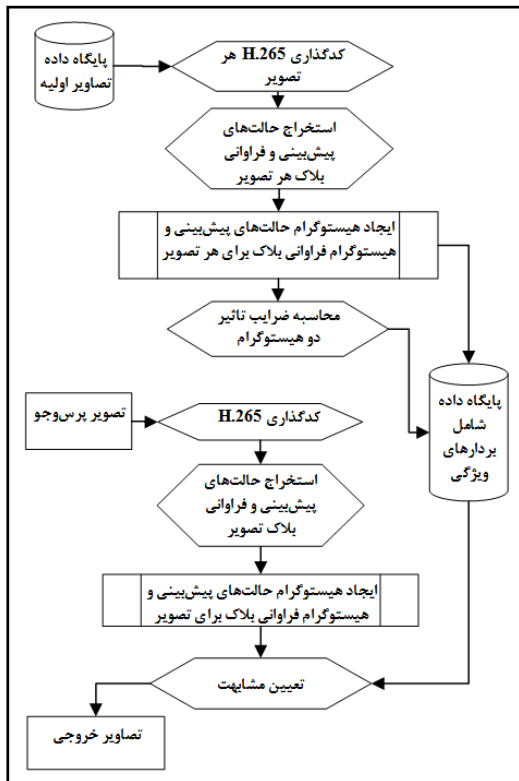 پایگاه داده
تصاویر اولیه
کدگذاری H.265 هر
تصویر
استخراج حالت‌های
پیش‌بینی و فراوانی
بلاک هر تصویر
ایجاد هیستوگرام حالت‌های پیش‌بینی و
هیستوگرام فراوانی بلاک برای هر تصویر
محاسبه ضرایب تاثیر
دو هیستوگرام
پایگاه داده
شامل
بردارهای
ویژگی
تصویر پرس‌وجو
کدگذاری H.265
استخراج حالت‌های
پیش‌بینی و فراوانی
بلاک تصویر
ایجاد هیستوگرام حالت‌های پیش‌بینی و
هیستوگرام فراوانی بلاک برای تصویر
تعیین مشابهت
تصاویر خروجی